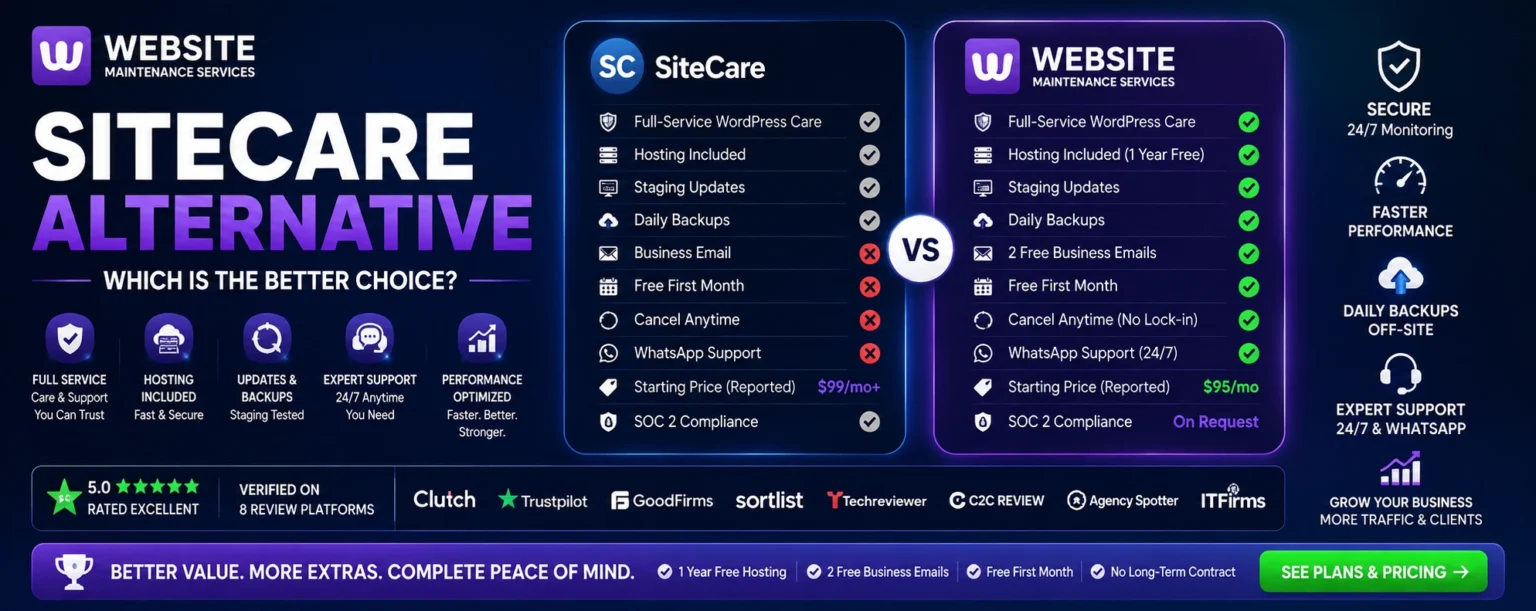 WEBSITE
MAINTENANCE SERVICES
SITECARE
ALTERNATIVE
WHICH IS THE BETTER CHOICE?
FULL SERVICE
Care & Support
You Can Trust
HOSTING
INCLUDED
Fast & Secure
UPDATES &
BACKUPS
Staging Tested
EXPERT SUPPORT
24/7 Anytime
You Need
PERFORMANCE
OPTIMIZED
Faster. Better.
Stronger.
SC SiteCare
Full-Service WordPress Care
Hosting Included
Staging Updates
Daily Backups
Business Email
Free First Month
Cancel Anytime
WhatsApp Support
Starting Price (Reported) $99/mo+
SOC 2 Compliance
VS
WEBSITE
MAINTENANCE SERVICES
Full-Service WordPress Care
Hosting Included (1 Year Free)
Staging Updates
Daily Backups
2 Free Business Emails
Free First Month
Cancel Anytime (No Lock-in)
WhatsApp Support (24/7)
Starting Price (Reported) $95/mo
SOC 2 Compliance On Request
SECURE
24/7 Monitoring
FASTER
PERFORMANCE
DAILY BACKUPS
OFF-SITE
EXPERT SUPPORT
24/7 & WHATSAPP
GROW YOUR BUSINESS
MORE TRAFFIC & CLIENTS
5.0
RATED EXCELLENT
VERIFIED ON
8 REVIEW PLATFORMS
Clutch
Trustpilot
GoodFirms
sortlist
Techreviewer
C2C REVIEW
Agency Spotter
ITFirms
BETTER VALUE. MORE EXTRAS. COMPLETE PEACE OF MIND.
1 Year Free Hosting
2 Free Business Emails
Free First Month
No Long-Term Contract
SEE PLANS & PRICING →